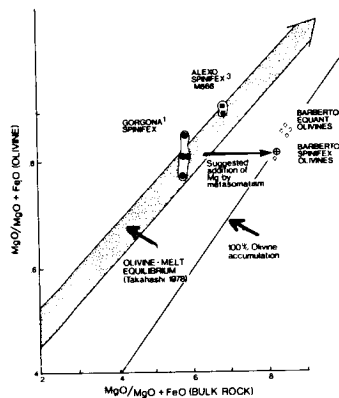 MgO/MgO + FeO (OLIVINE)
ALEXO
SPINIFEX 3
M666
GORGONA1
SPINIFEX
BARBERTO
EQUANT
OLIVINES
BARBERTO
SPINIFEX
OLIVINES
Suggested
addition of
Mg by
metasomatism
100% Olivine
accumulation
OLIVINE - MELT
EQUILIBRIUM
(Takahashi 1978)
.8
.6
.4
2
.4
.6
.8
MgO/MgO + FeO (BULK ROCK)